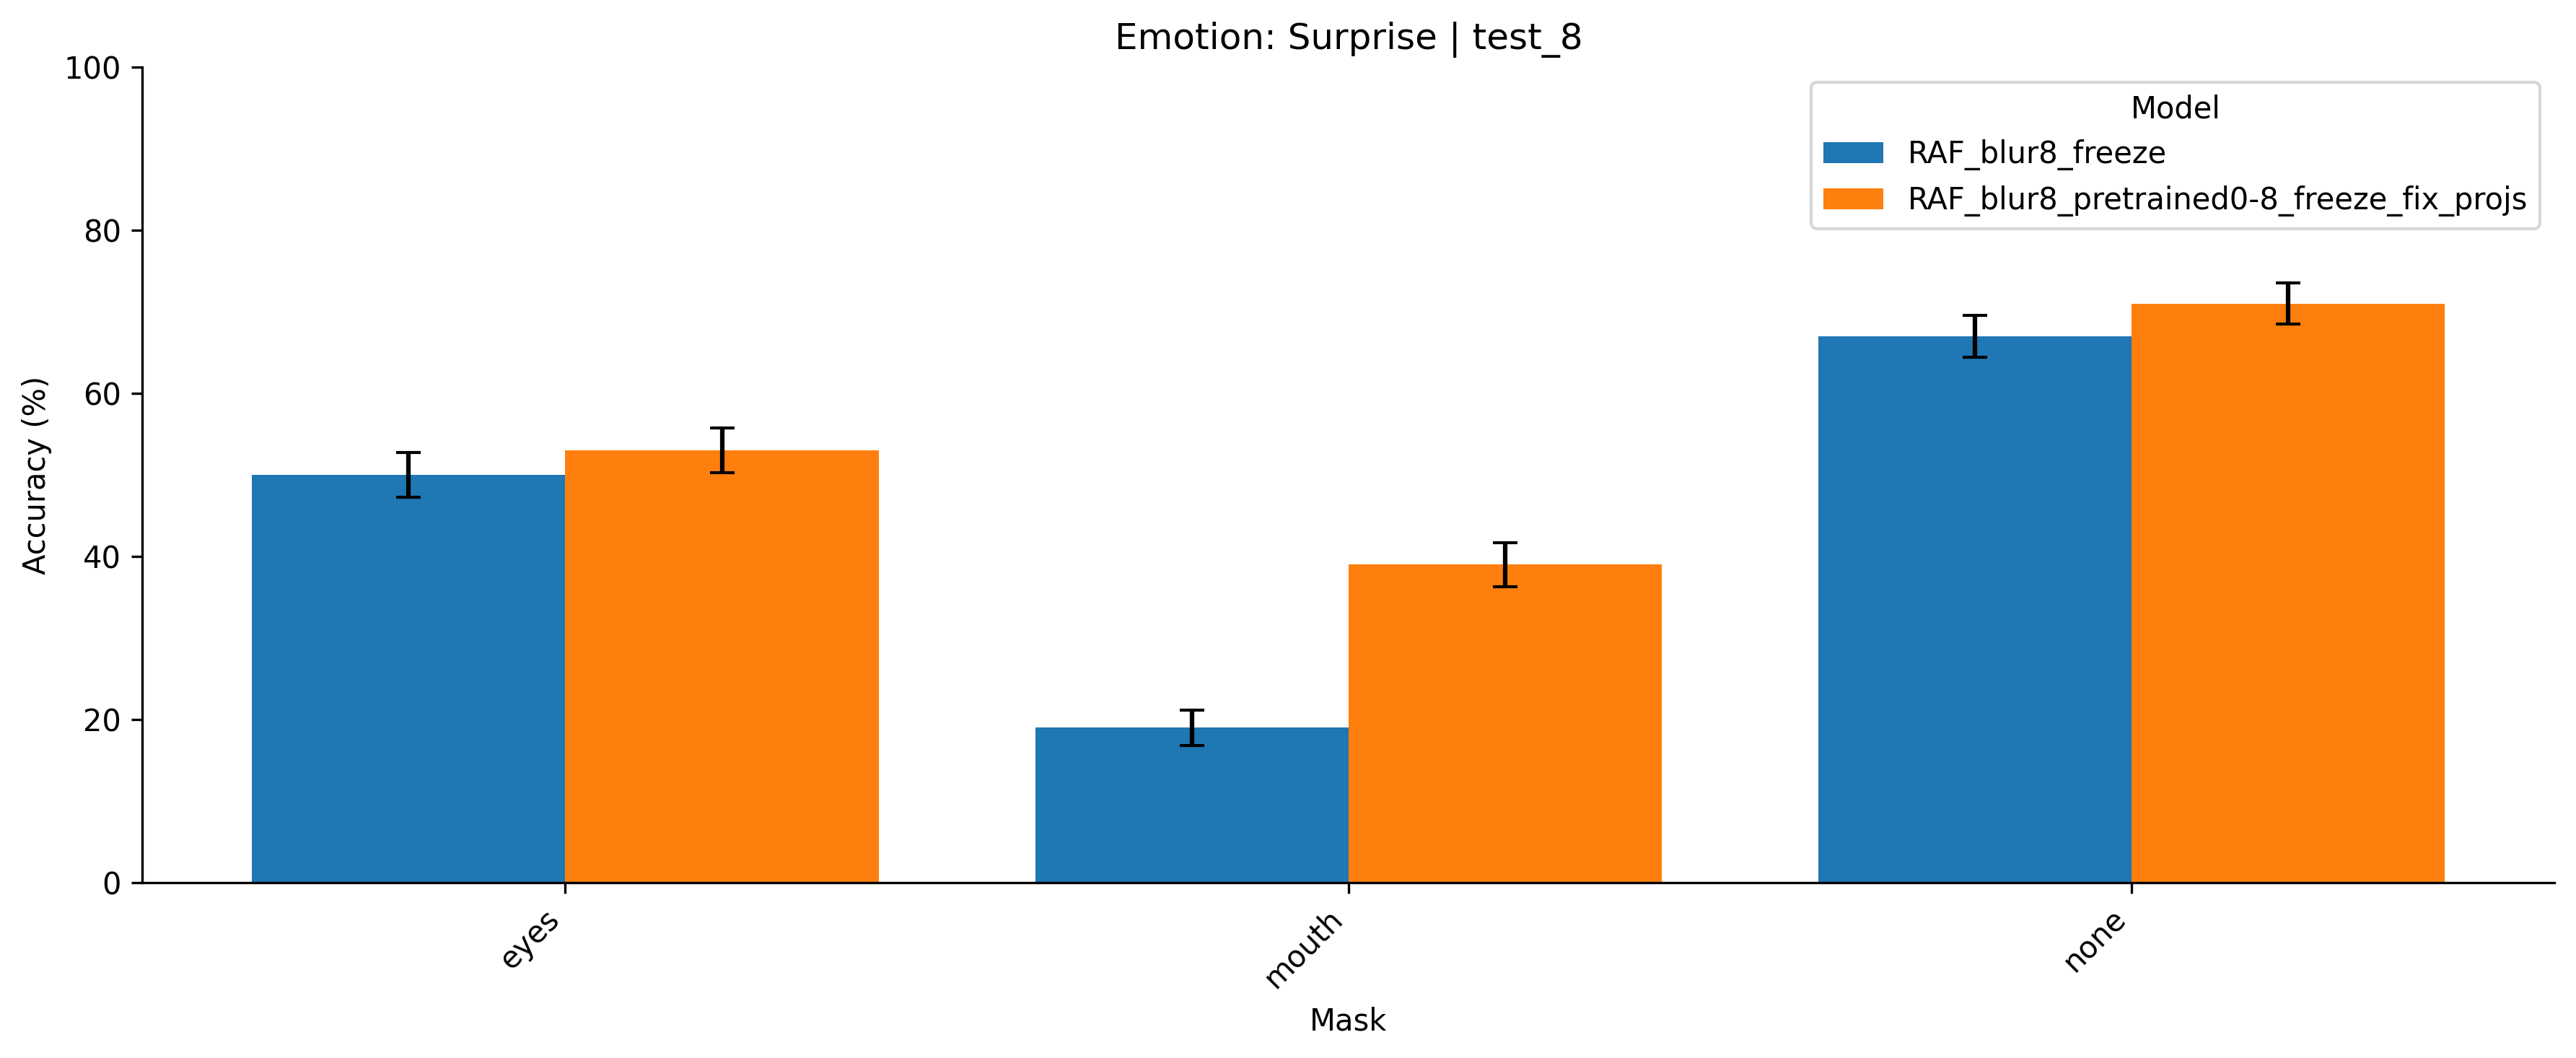 Emotion: Surprise | test_8
100
80
60
40
20
0
Accuracy (%)
Model
RAF_blur8_freeze
RAF_blur8_pretrained0-8_freeze_fix_projs
eyes
mouth
none
Mask